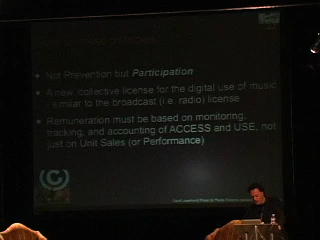 Not Prevention but Participation
A new, collective license for the digital use of music
- similar to the broadcast (i.e. radio) license
Remuneration must be based on monitoring,
tracking, and accounting of ACCESS and USE, not
just on Unit Sales (or Performance)